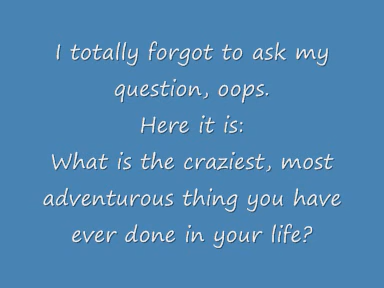 I totally forgot to ask my
question, oops.
Here it is:
What is the craziest, most
adventurous thing you have
ever done in your life?